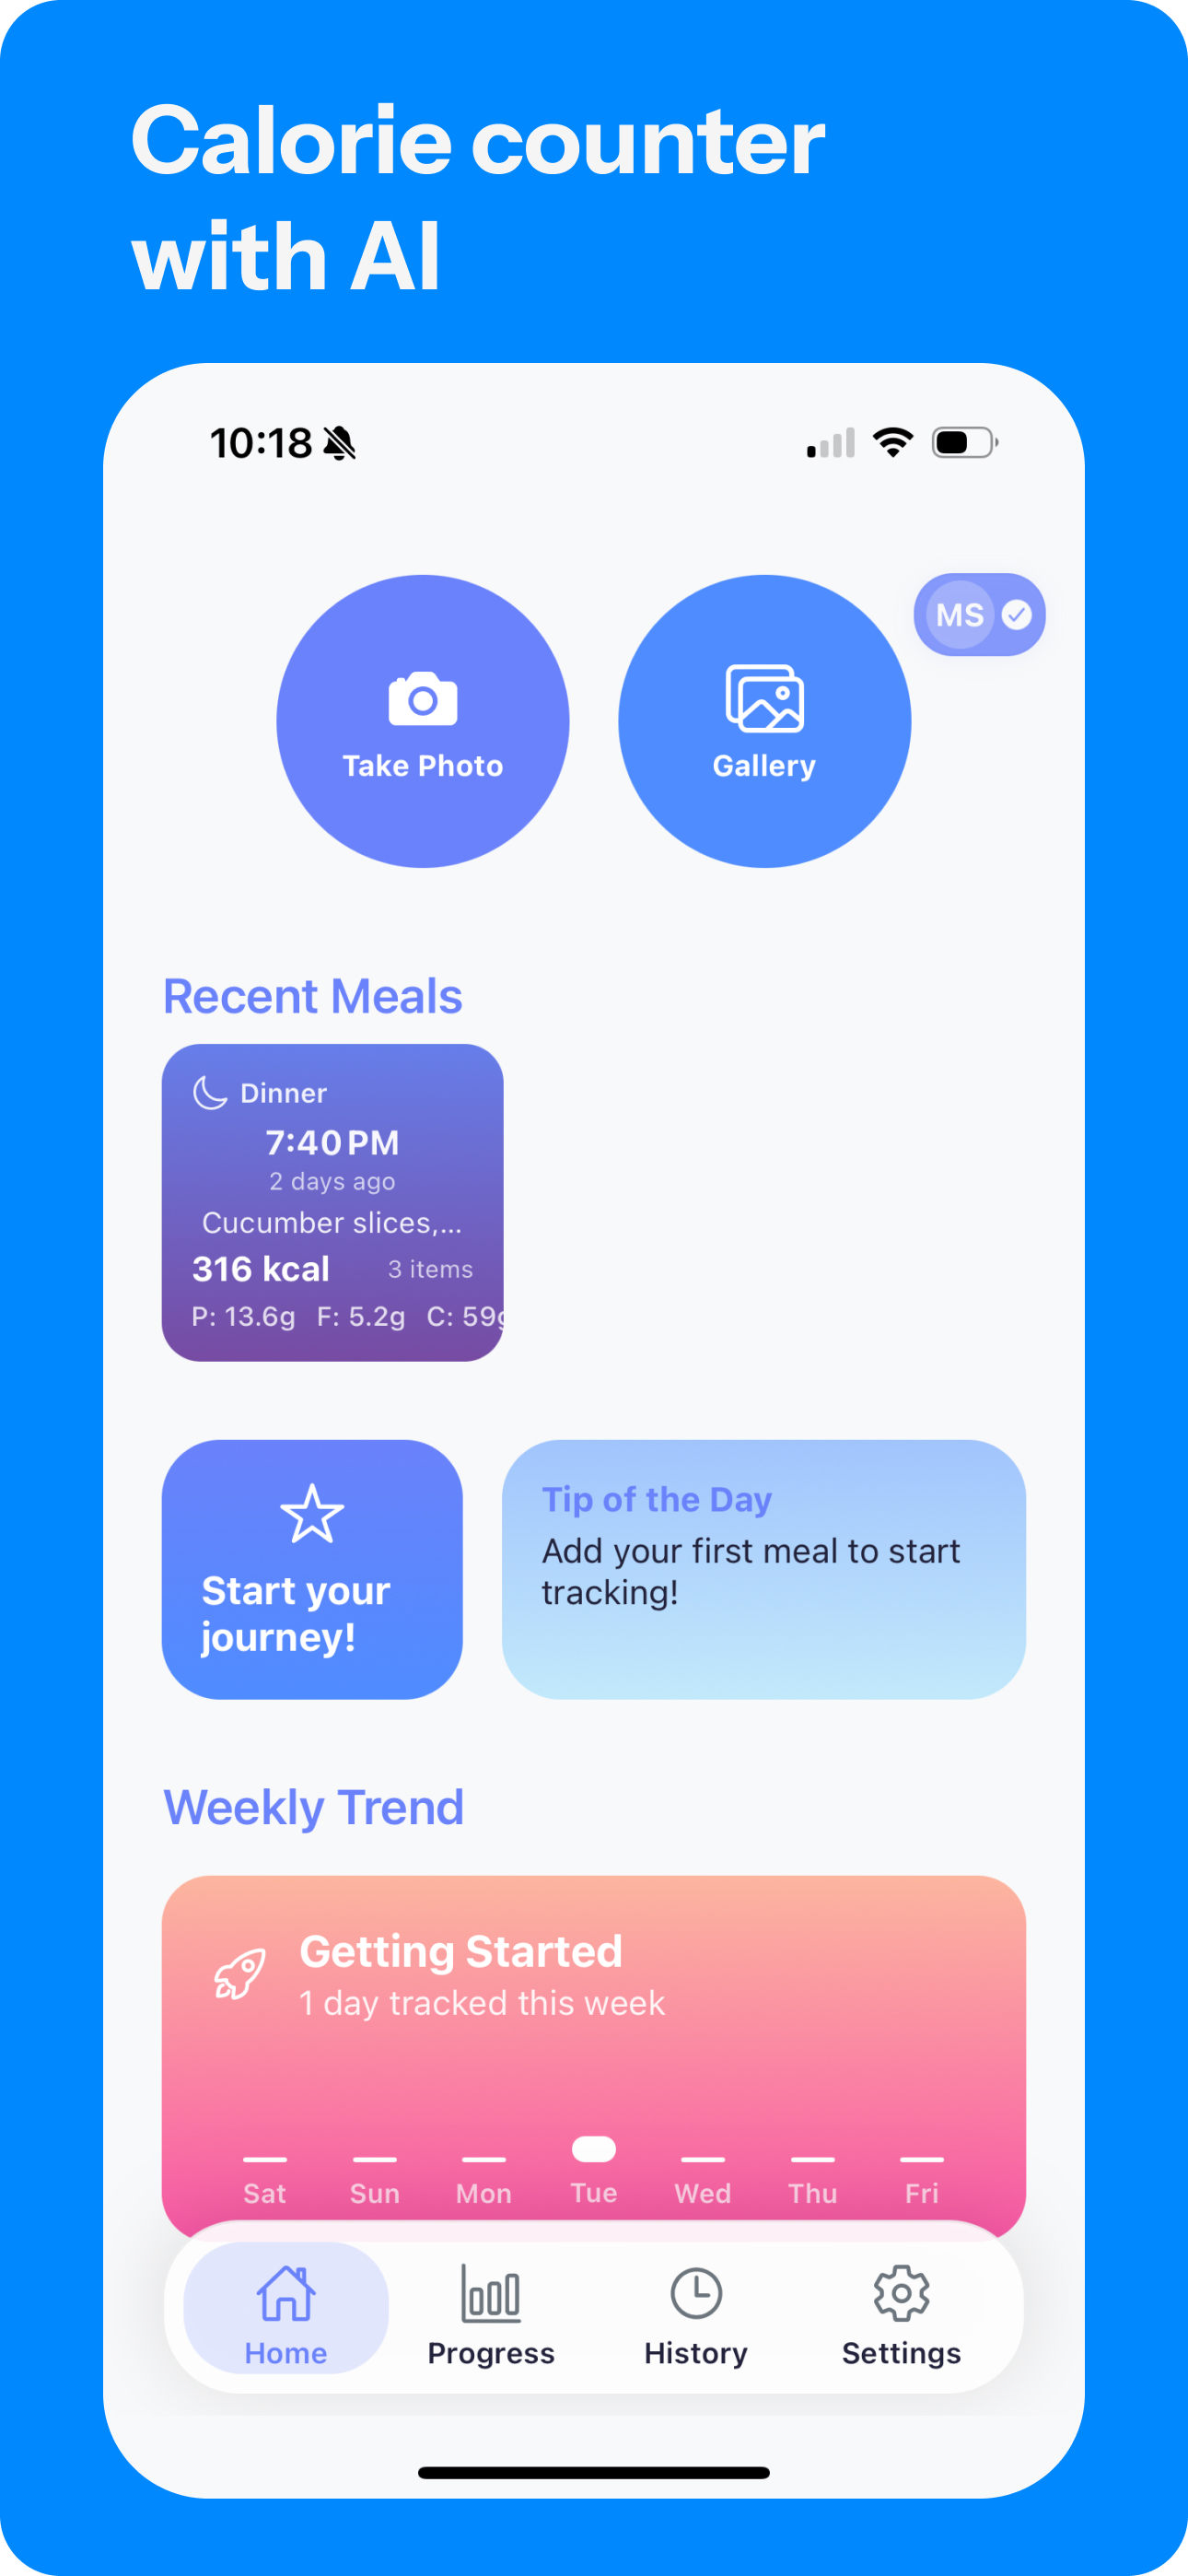 Calorie counter
with AI
10:18
MS
Take Photo
Gallery
Recent Meals
Dinner
7:40 PM
2 days ago
Cucumber slices,...
316 kcal
3 items
P: 13.6g F: 5.2g C: 59g
Start your
journey!
Tip of the Day
Add your first meal to start
tracking!
Weekly Trend
Getting Started
1 day tracked this week
Sat Sun Mon Tue Wed Thu Fri
Home Progress History Settings